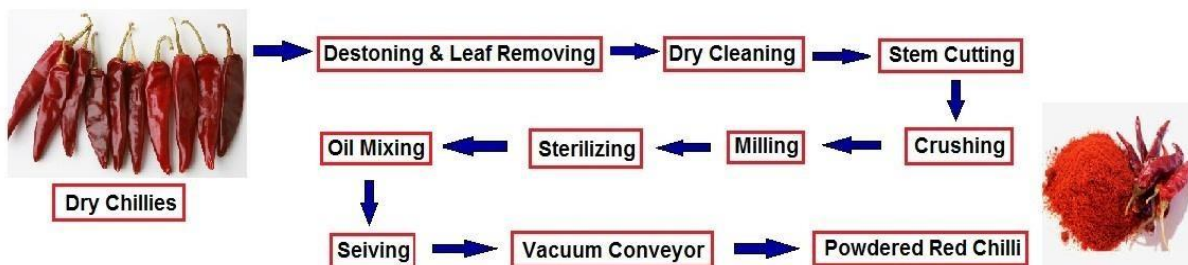 Dry Chillies
Destoning & Leaf Removing
Dry Cleaning
Stem Cutting
Crushing
Milling
Sterilizing
Oil Mixing
Seiving
Vacuum Conveyor
Powdered Red Chilli